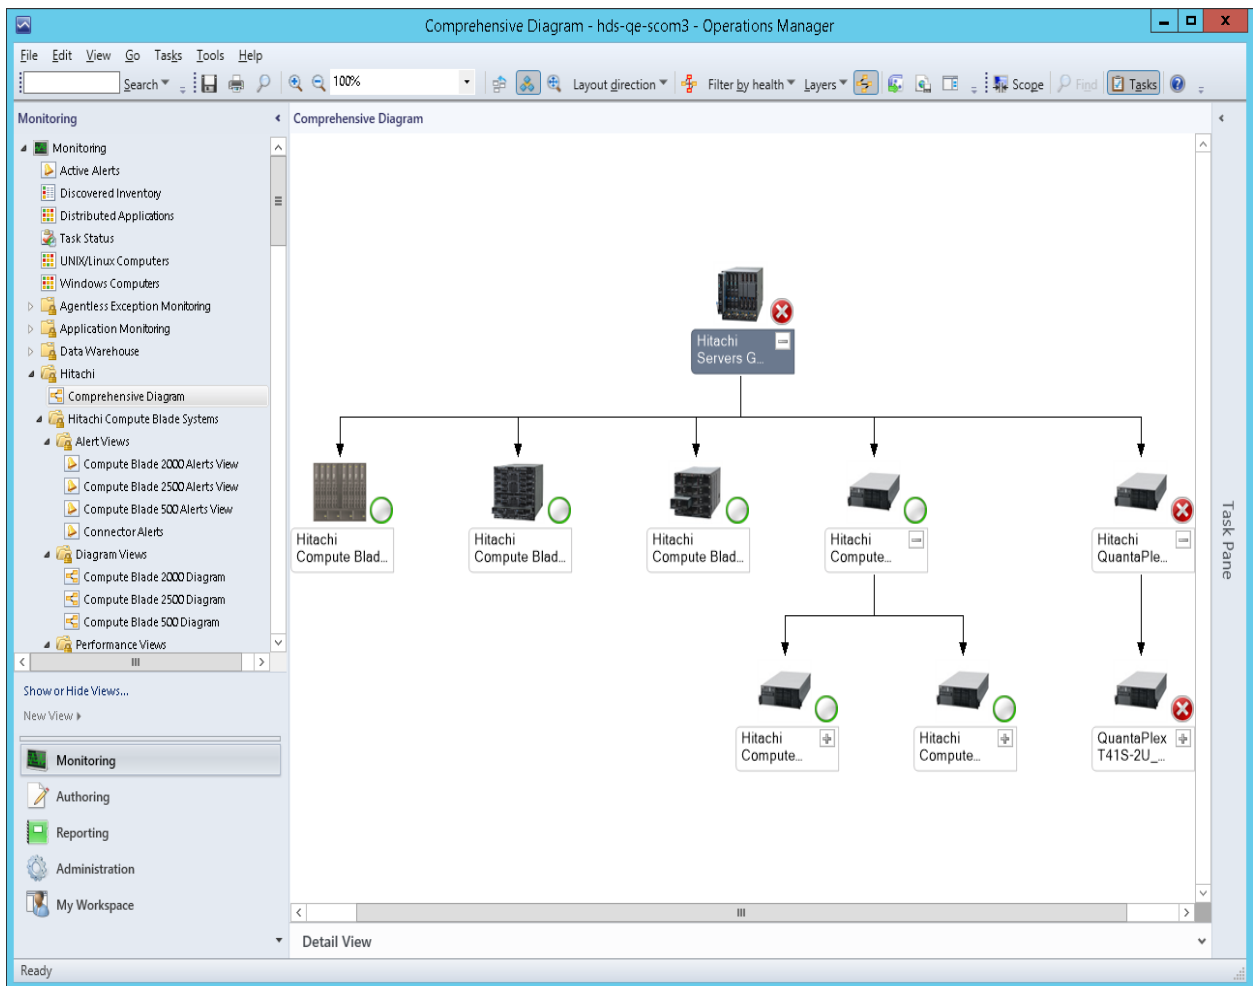 Comprehensive Diagram - hds-qe-scom3 - Operations Manager
File Edit View Go Tasks Tools Help
Search 100% Layout direction Filter by health Layers Scope Find Tasks
Monitoring
Comprehensive Diagram
Monitoring
Active Alerts
Discovered Inventory
Distributed Applications
Task Status
UNIX/Linux Computers
Windows Computers
Agentless Exception Monitoring
Application Monitoring
Data Warehouse
Hitachi
Comprehensive Diagram
Hitachi Compute Blade Systems
Alert Views
Compute Blade 2000 Alerts View
Compute Blade 2500 Alerts View
Compute Blade 500 Alerts View
Connector Alerts
Diagram Views
Compute Blade 2000 Diagram
Compute Blade 2500 Diagram
Compute Blade 500 Diagram
Performance Views
Show or Hide Views...
New View
Monitoring
Authoring
Reporting
Administration
My Workspace
Hitachi
Servers G...
Hitachi
Compute Blad...
Hitachi
Compute Blad...
Hitachi
Compute Blad...
Hitachi
Compute...
Hitachi
QuantaPle...
Hitachi
Compute...
Hitachi
Compute...
QuantaPlex
T41S-2U_...
Task Pane
Detail View
Ready